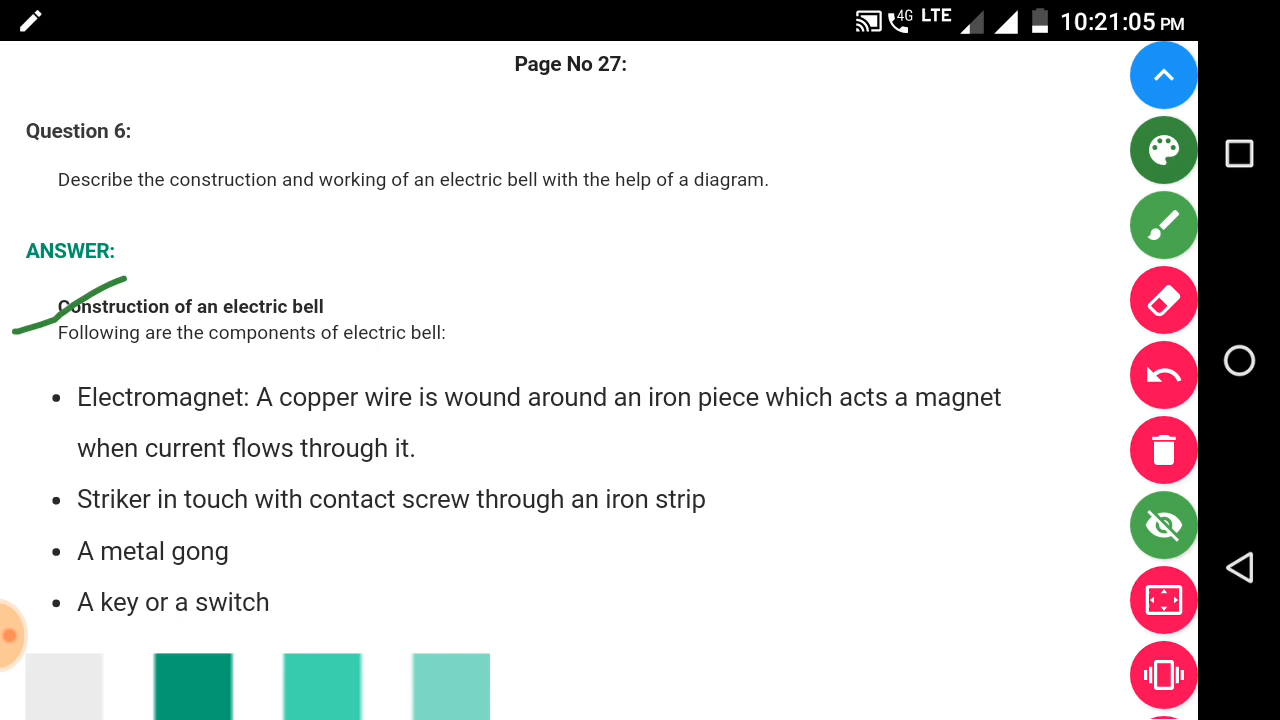 4G LTE 10:21:05 PM
Page No 27:
Question 6:
Describe the construction and working of an electric bell with the help of a diagram.
ANSWER:
Construction of an electric bell
Following are the components of electric bell:
• Electromagnet: A copper wire is wound around an iron piece which acts a magnet
when current flows through it.
• Striker in touch with contact screw through an iron strip
• A metal gong
• A key or a switch